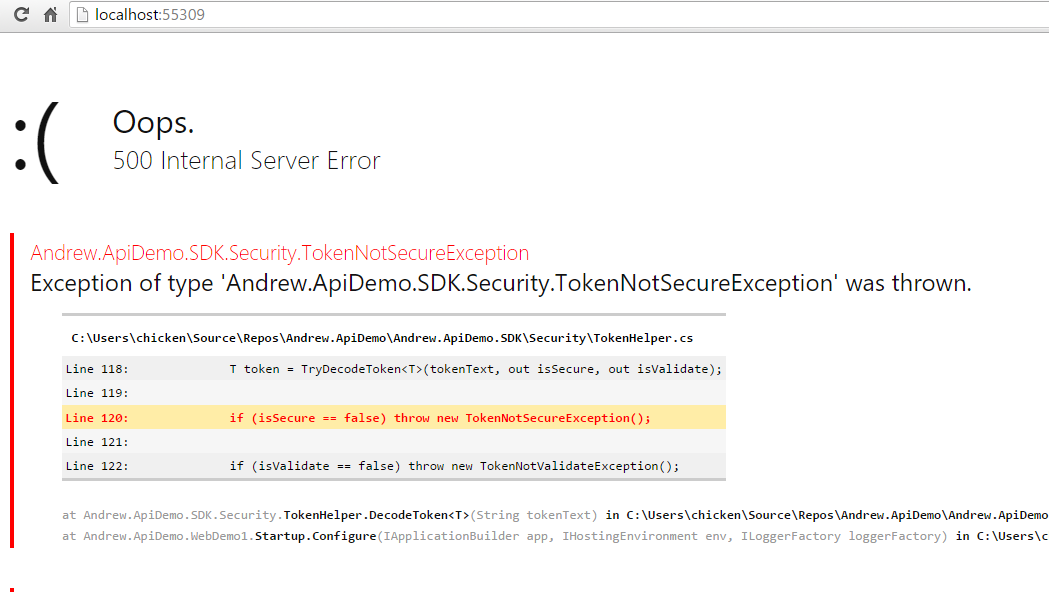 localhost:55309
:(
Oops.
500 Internal Server Error
Andrew.ApiDemo.SDK.Security.TokenNotSecureException
Exception of type 'Andrew.ApiDemo.SDK.Security.TokenNotSecureException' was thrown.
C:\Users\chicken\Source\Repos\Andrew.ApiDemo\Andrew.ApiDemo.SDK\Security\TokenHelper.cs
Line 118: T token = TryDecodeToken<T>(tokenText, out isSecure, out isValidate);
Line 119:
Line 120: if (isSecure == false) throw new TokenNotSecureException();
Line 121:
Line 122: if (isValidate == false) throw new TokenNotValidateException();
at Andrew.ApiDemo.SDK.Security.TokenHelper.DecodeToken<T>(String tokenText) in C:\Users\chicken\Source\Repos\Andrew.ApiDemo\Andrew.ApiDemo
at Andrew.ApiDemo.WebDemo1.Startup.Configure(IApplicationBuilder app, IHostingEnvironment env, ILoggerFactory loggerFactory) in C:\Users\c